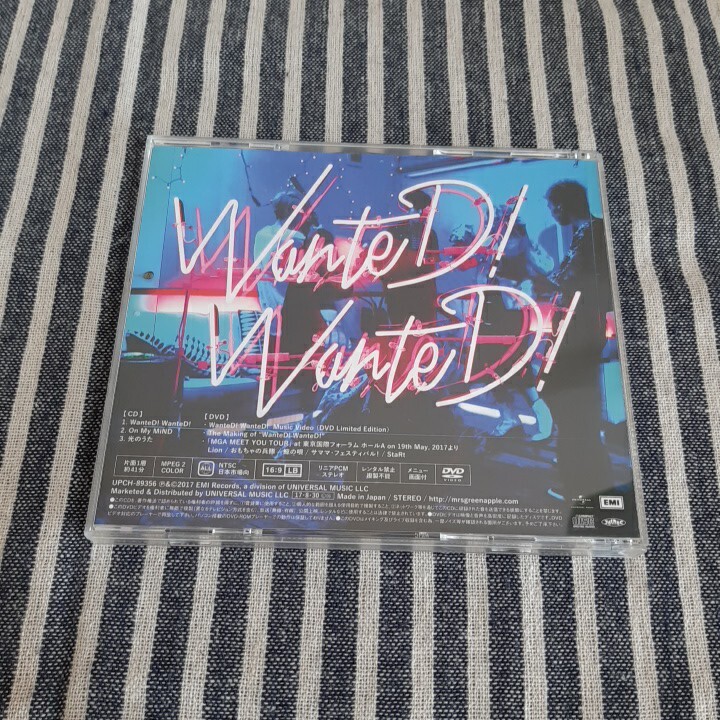 WanteD!
WanteD!
【CD】
1. WanteD! WanteD!
2. On My MiND
3. 光のうた
【DVD】
・WanteD! WanteD! Music Video (DVD Limited Edition)
・The Making of "WanteD! WanteD!"
・「MGA MEET YOU TOUR」at 東京国際フォーラム ホールA on 19th May, 2017より
Lion / おもちゃの兵隊 / 鯨の唄 / サママ・フェスティバル! / StaRt
片面1層
約41分
MPEG 2
COLOR
ALL
NTSC
日本市場向
16:9 LB
リニアPCM
ステレオ
レンタル禁止
複製不能
メニュー
画面付
DVD
VIDEO
UPCH-89356 ℗&©2017 EMI Records, a division of UNIVERSAL MUSIC LLC
Marketed & Distributed by UNIVERSAL MUSIC LLC 17・8・30 Made in Japan / STEREO / http://mrsgreenapple.com
EMI